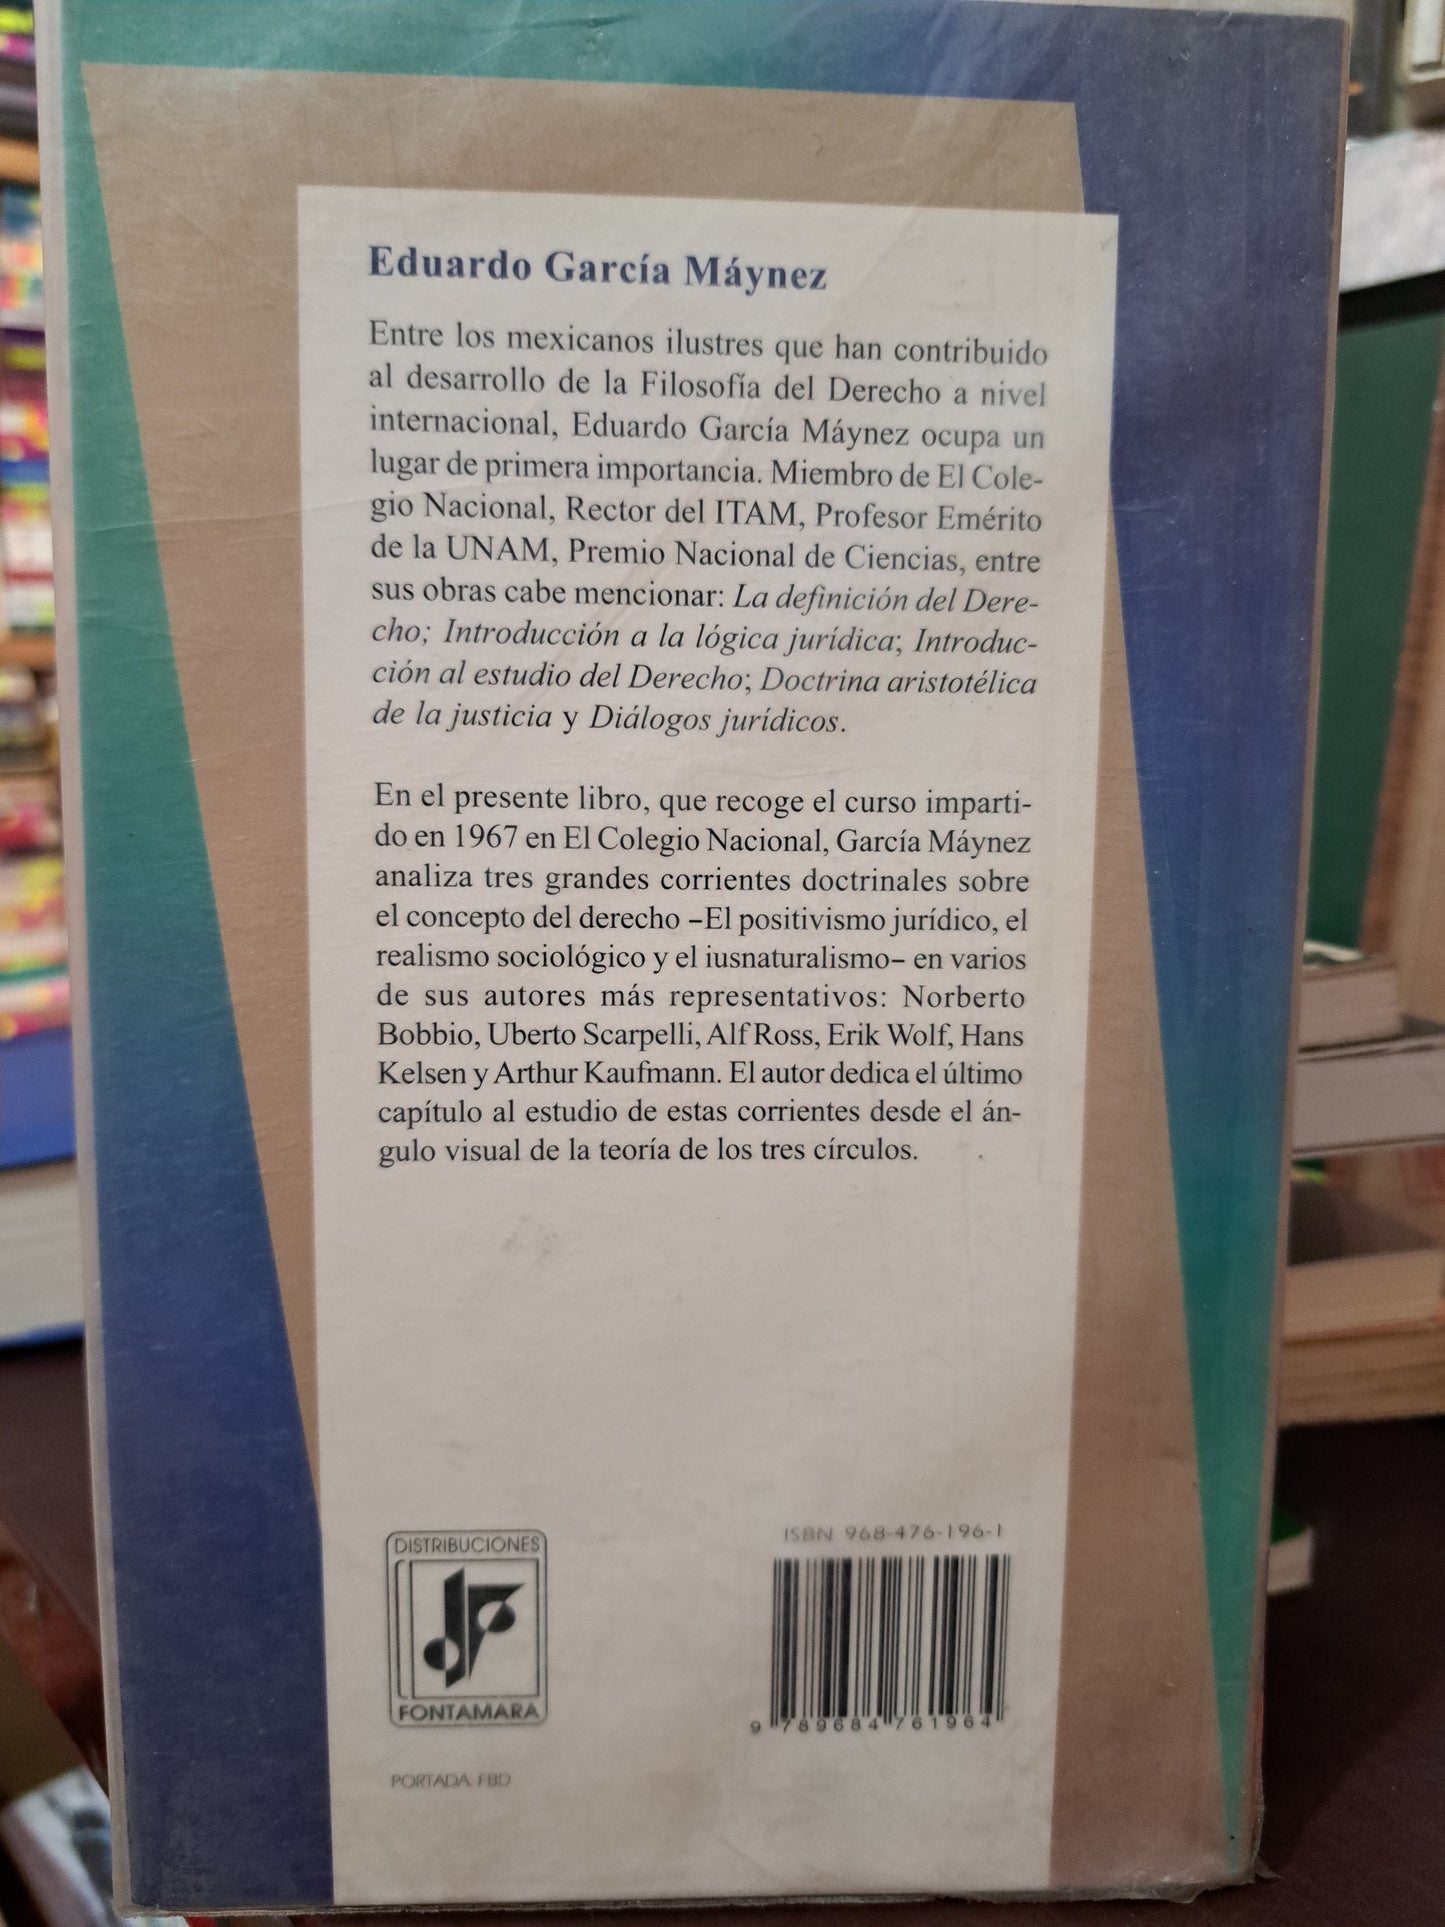 Eduardo García Máynez
Entre los mexicanos ilustres que han contribuido
al desarrollo de la Filosofía del Derecho a nivel
internacional, Eduardo García Máynez ocupa un
lugar de primera importancia. Miembro de El Cole-
gio Nacional, Rector del ITAM, Profesor Emérito
de la UNAM, Premio Nacional de Ciencias, entre
sus obras cabe mencionar: La definición del Dere-
cho; Introducción a la lógica jurídica; Introduc-
ción al estudio del Derecho; Doctrina aristotélica
de la justicia y Diálogos jurídicos.
En el presente libro, que recoge el curso imparti-
do en 1967 en El Colegio Nacional, García Máynez
analiza tres grandes corrientes doctrinales sobre
el concepto del derecho –El positivismo jurídico, el
realismo sociológico y el iusnaturalismo– en varios
de sus autores más representativos: Norberto
Bobbio, Uberto Scarpelli, Alf Ross, Erik Wolf, Hans
Kelsen y Arthur Kaufmann. El autor dedica el último
capítulo al estudio de estas corrientes desde el án-
gulo visual de la teoría de los tres círculos.
DISTRIBUCIONES
FONTAMARA
PORTADA: FBD
ISBN 968-476-196-1
9 789684 761964